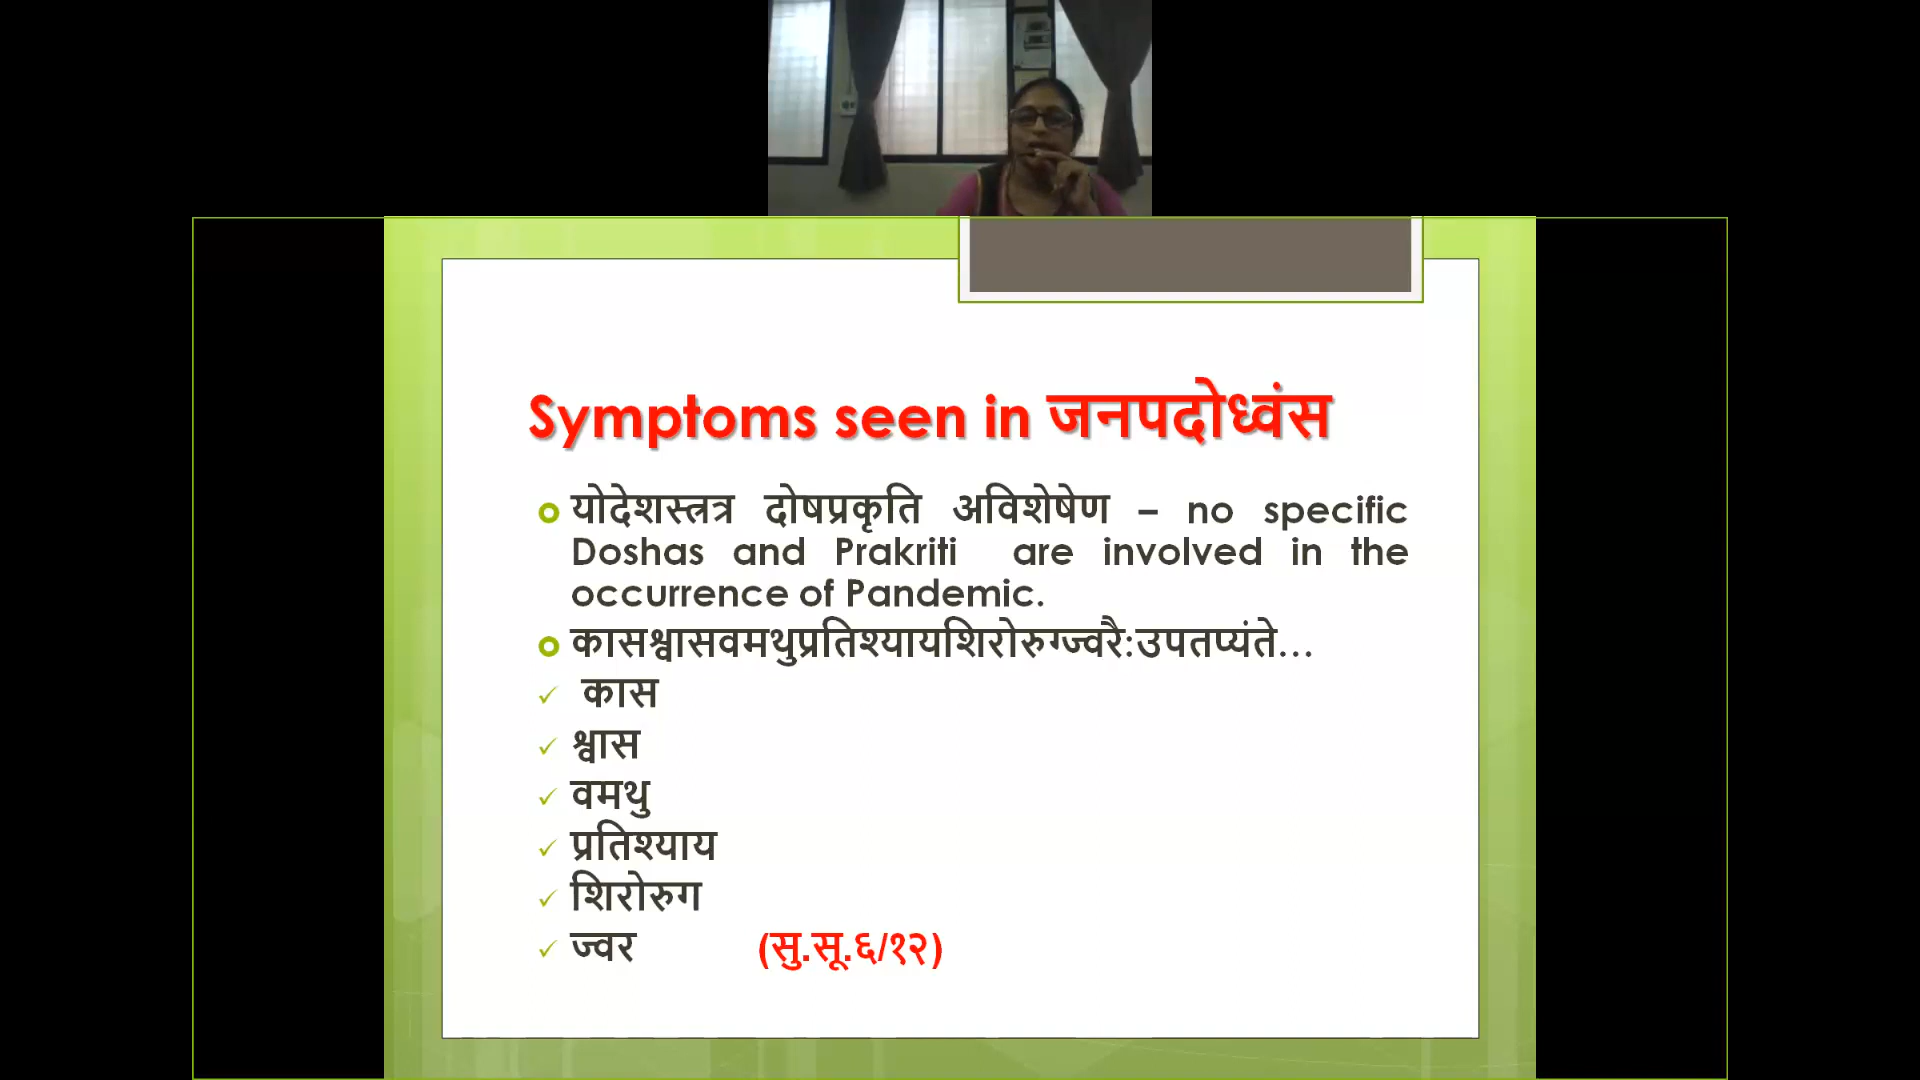 Symptoms seen in जनपदोध्वंस
योदेशस्त्रत्र दोषप्रकृति अविशेषेण – no specific
Doshas and Prakriti are involved in the
occurrence of Pandemic.
कासश्वासवमथुप्रतिश्यायशिरोरुग्ज्वरै:उपतप्यंते...
कास
श्वास
वमथु
प्रतिश्याय
शिरोरुग
ज्वर (सु.सू.६/१२)